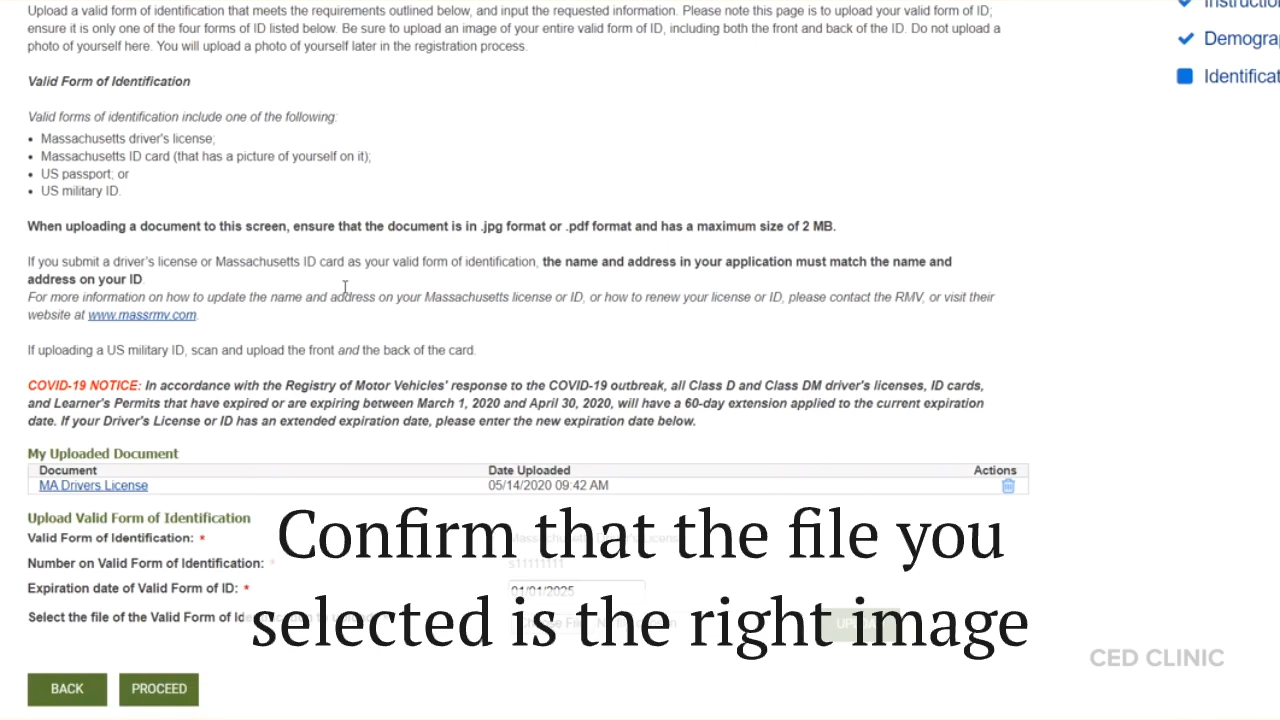 Upload a valid form of identification that meets the requirements outlined below, and input the requested information. Please note this page is to upload your valid form of ID;
ensure it is only one of the four forms of ID listed below. Be sure to upload an image of your entire valid form of ID, including both the front and back of the ID. Do not upload a
photo of yourself here. You will upload a photo of yourself later in the registration process.
Valid Form of Identification
Valid forms of identification include one of the following:
• Massachusetts driver's license;
• Massachusetts ID card (that has a picture of yourself on it);
• US passport; or
• US military ID.
When uploading a document to this screen, ensure that the document is in .jpg format or .pdf format and has a maximum size of 2 MB.
If you submit a driver's license or Massachusetts ID card as your valid form of identification, the name and address in your application must match the name and
address on your ID.
For more information on how to update the name and address on your Massachusetts license or ID, or how to renew your license or ID, please contact the RMV, or visit their
website at www.massrmv.com.
If uploading a US military ID, scan and upload the front and the back of the card.
COVID-19 NOTICE: In accordance with the Registry of Motor Vehicles' response to the COVID-19 outbreak, all Class D and Class DM driver's licenses, ID cards,
and Learner's Permits that have expired or are expiring between March 1, 2020 and April 30, 2020, will have a 60-day extension applied to the current expiration
date. If your Driver's License or ID has an extended expiration date, please enter the new expiration date below.
My Uploaded Document
Document Date Uploaded Actions
MA Drivers License 05/14/2020 09:42 AM
Upload Valid Form of Identification
Valid Form of Identification: *
Number on Valid Form of Identification: * s11111111
Expiration date of Valid Form of ID: * 01/01/2025
Select the file of the Valid Form of
Confirm that the file you
selected is the right image
BACK PROCEED
CED CLINIC
Demogra
Identificat